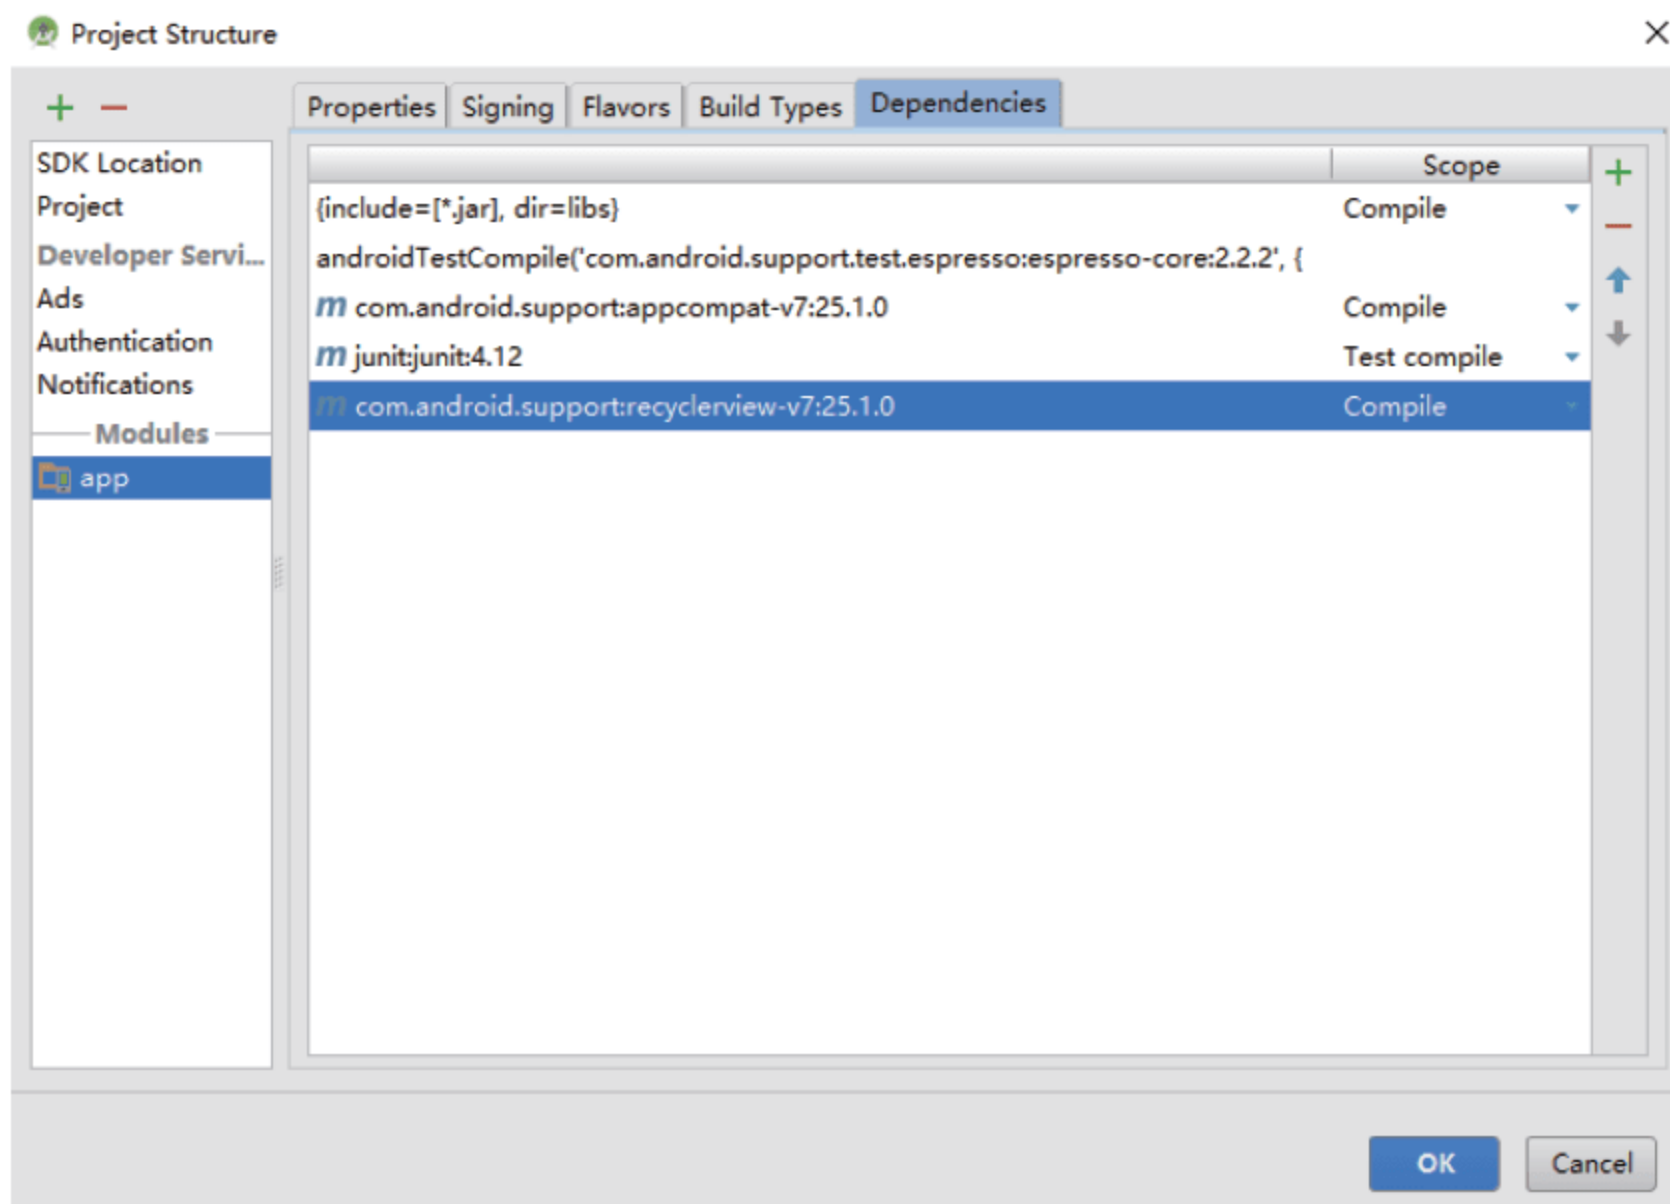 Project Structure
Properties Signing Flavors Build Types Dependencies
SDK Location
Project
Developer Servi...
Ads
Authentication
Notifications
Modules
app
Scope
{include=[*.jar], dir=libs} Compile
androidTestCompile('com.android.support.test.espresso:espresso-core:2.2.2', {
m com.android.support:appcompat-v7:25.1.0 Compile
m junit:junit:4.12 Test compile
m com.android.support:recyclerview-v7:25.1.0 Compile
OK Cancel